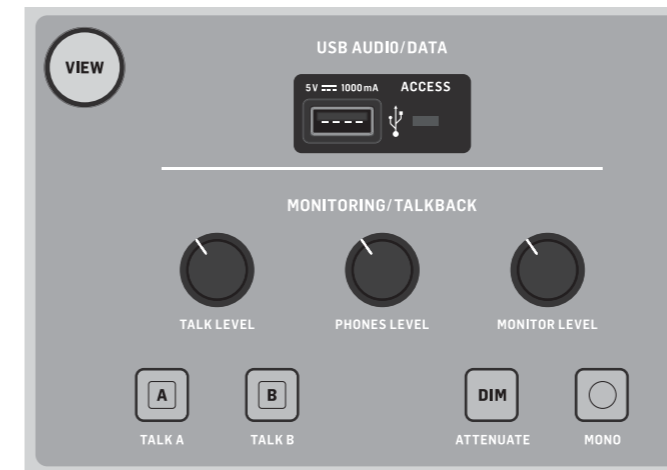 VIEW
USB AUDIO/DATA
5V 1000mA ACCESS
MONITORING/TALKBACK
TALK LEVEL PHONES LEVEL MONITOR LEVEL
A B DIM
TALK A TALK B ATTENUATE MONO